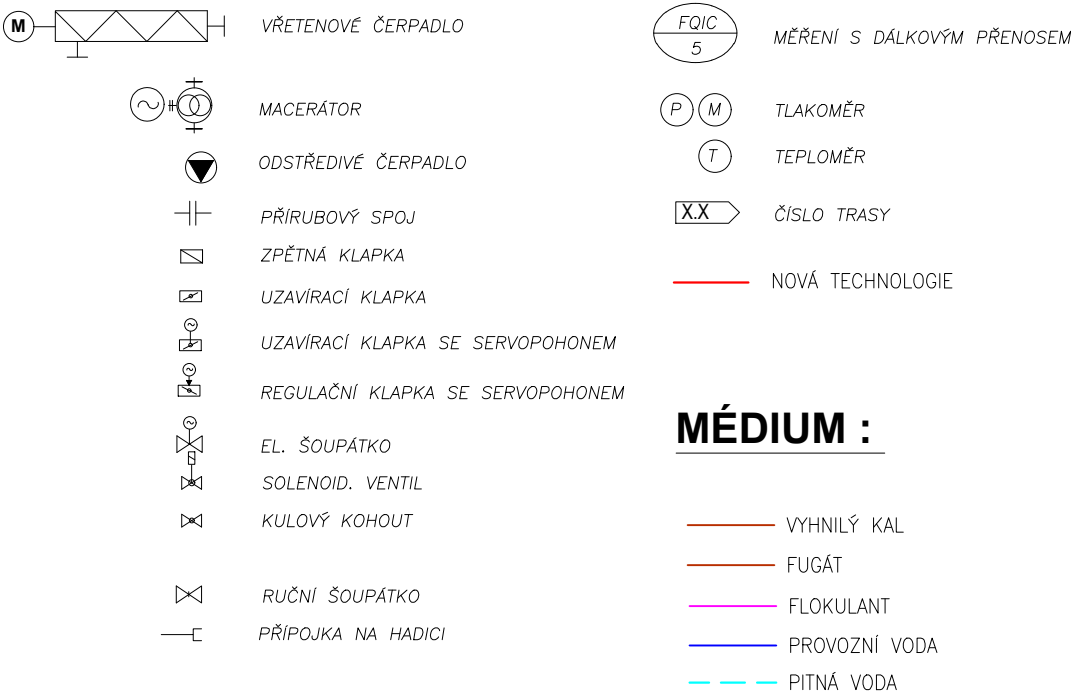 M
VŘETENOVÉ ČERPADLO
MACERÁTOR
ODSTŘEDIVÉ ČERPADLO
PŘÍRUBOVÝ SPOJ
ZPĚTNÁ KLAPKA
UZAVÍRACÍ KLAPKA
UZAVÍRACÍ KLAPKA SE SERVOPOHONEM
REGULAČNÍ KLAPKA SE SERVOPOHONEM
EL. ŠOUPÁTKO
SOLENOID. VENTIL
KULOVÝ KOHOUT
RUČNÍ ŠOUPÁTKO
PŘÍPOJKA NA HADICI
FQIC
5
MĚŘENÍ S DÁLKOVÝM PŘENOSEM
P M TLAKOMĚR
T TEPLOMĚR
X.X ČÍSLO TRASY
NOVÁ TECHNOLOGIE
MÉDIUM :
VYHNILÝ KAL
FUGÁT
FLOKULANT
PROVOZNÍ VODA
PITNÁ VODA